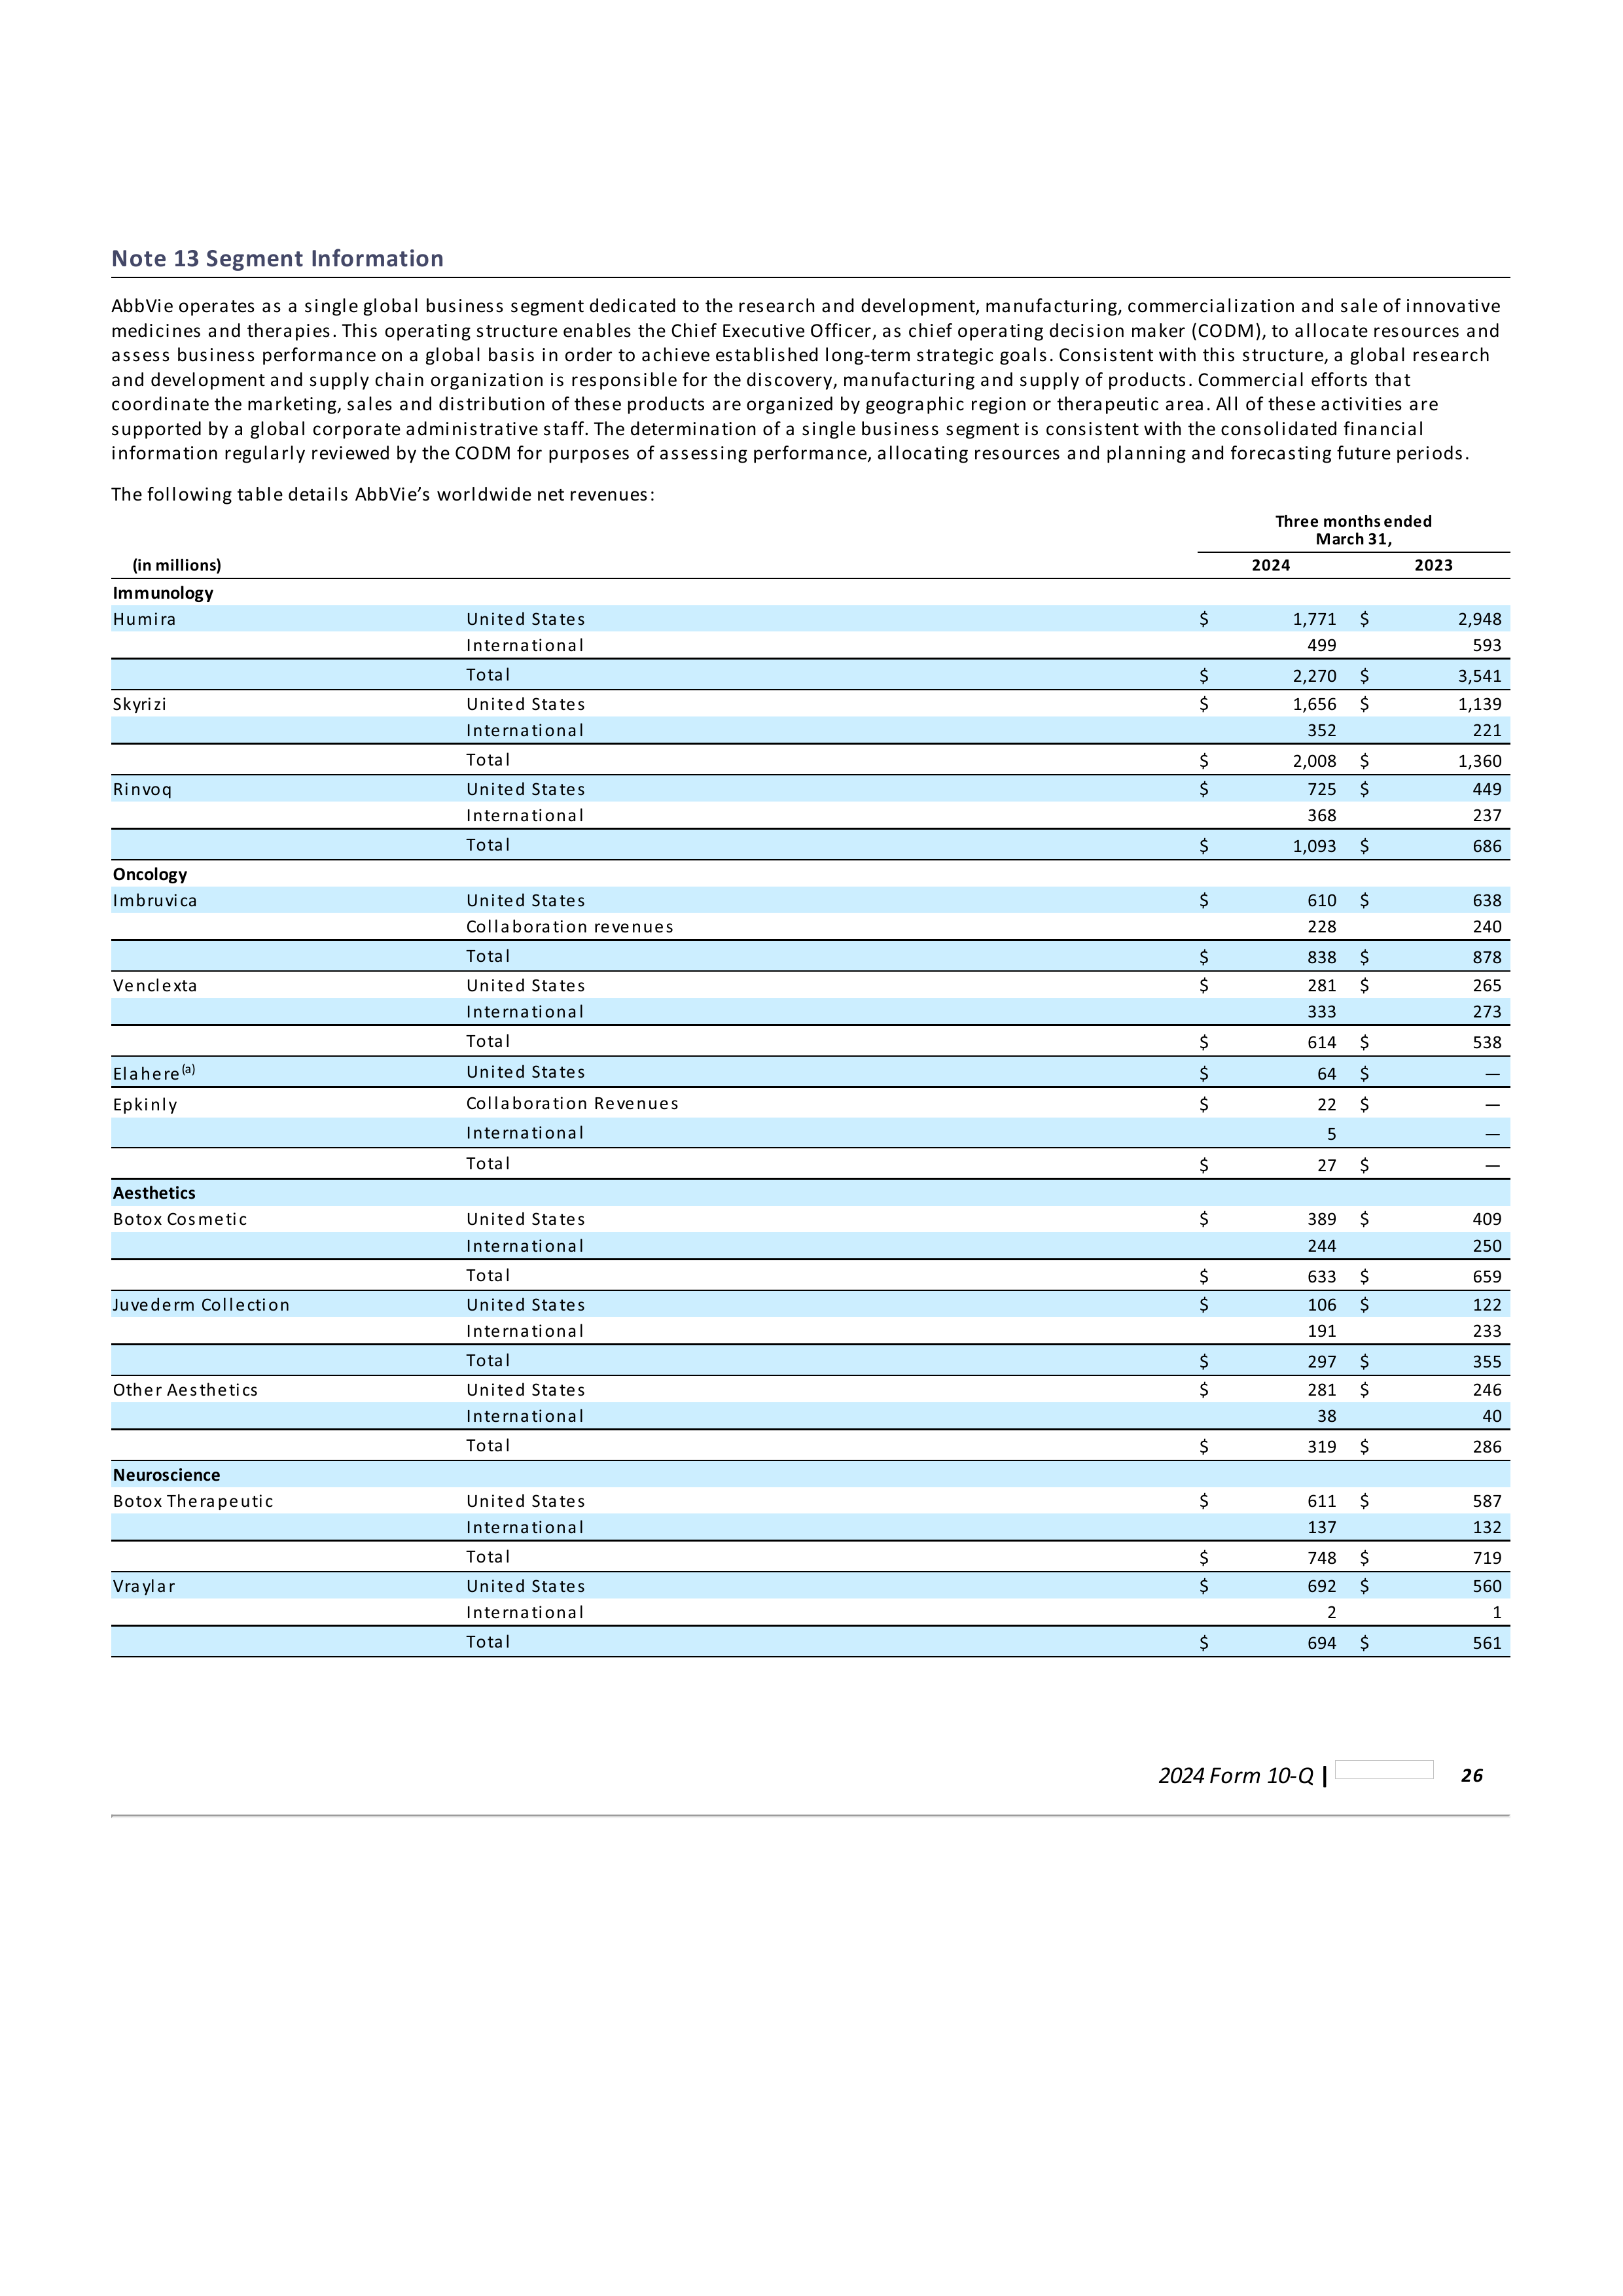 Note 13 Segment Information
AbbVie operates as a single global business segment dedicated to the research and development, manufacturing, commercialization and sale of innovative
medicines and therapies. This operating structure enables the Chief Executive Officer, as chief operating decision maker (CODM), to allocate resources and
assess business performance on a global basis in order to achieve established long-term strategic goals. Consistent with this structure, a global research
and development and supply chain organization is responsible for the discovery, manufacturing and supply of products. Commercial efforts that
coordinate the marketing, sales and distribution of these products are organized by geographic region or therapeutic area. All of these activities are
supported by a global corporate administrative staff. The determination of a single business segment is consistent with the consolidated financial
information regularly reviewed by the CODM for purposes of assessing performance, allocating resources and planning and forecasting future periods.
The following table details AbbVie’s worldwide net revenues:
Three months ended
March 31,
(in millions) 2024 2023
Immunology
Humira United States $ 1,771 $ 2,948
International 499 593
Total $ 2,270 $ 3,541
Skyrizi United States $ 1,656 $ 1,139
International 352 221
Total $ 2,008 $ 1,360
Rinvoq United States $ 725 $ 449
International 368 237
Total $ 1,093 $ 686
Oncology
Imbruvica United States $ 610 $ 638
Collaboration revenues 228 240
Total $ 838 $ 878
Venclexta United States $ 281 $ 265
International 333 273
Total $ 614 $ 538
Elahere(a) United States $ 64 $ —
Epkinly Collaboration Revenues $ 22 $ —
International 5 —
Total $ 27 $ —
Aesthetics
Botox Cosmetic United States $ 389 $ 409
International 244 250
Total $ 633 $ 659
Juvederm Collection United States $ 106 $ 122
International 191 233
Total $ 297 $ 355
Other Aesthetics United States $ 281 $ 246
International 38 40
Total $ 319 $ 286
Neuroscience
Botox Therapeutic United States $ 611 $ 587
International 137 132
Total $ 748 $ 719
Vraylar United States $ 692 $ 560
International 2 1
Total $ 694 $ 561
2024 Form 10-Q | 26